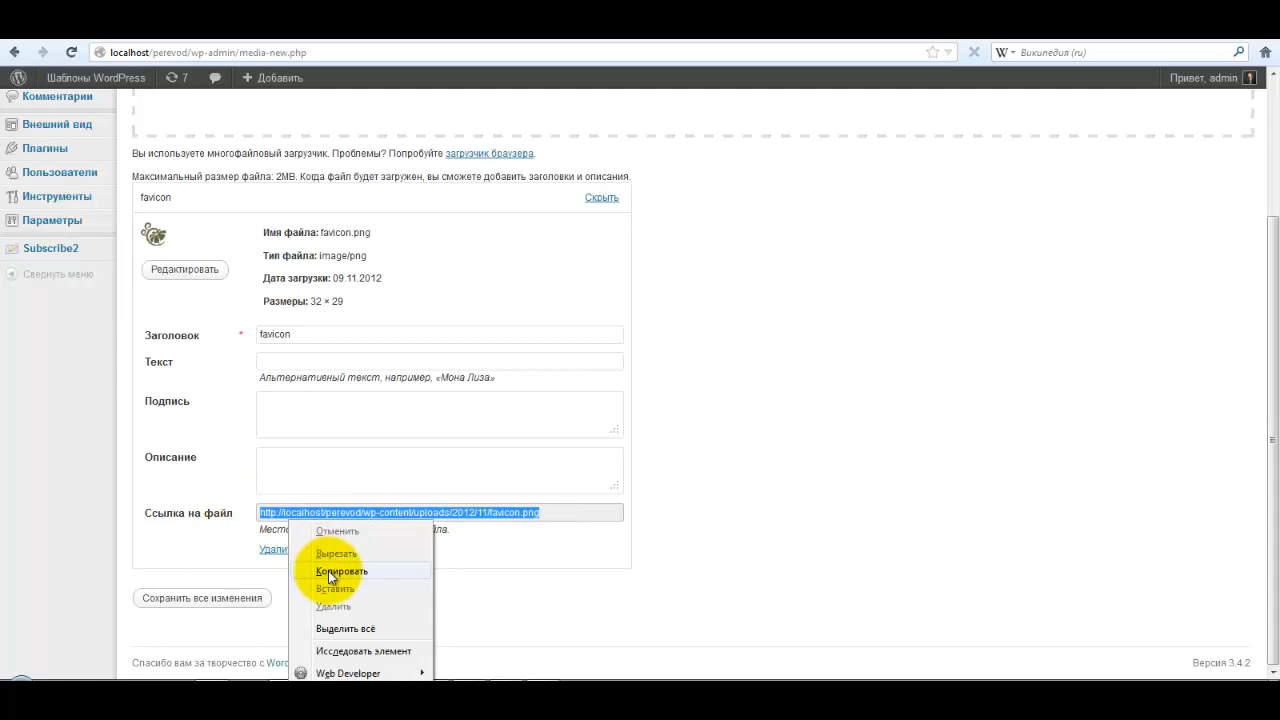 localhost/perevod/wp-admin/media-new.php
Википедия (ru)
Шаблоны WordPress
7
Добавить
Привет, admin
Комментарии
Внешний вид
Плагины
Пользователи
Инструменты
Параметры
Subscribe2
Свернуть меню
Вы используете многофайловый загрузчик. Проблемы? Попробуйте загрузчик браузера.
Максимальный размер файла: 2MB. Когда файл будет загружен, вы сможете добавить заголовки и описания.
favicon
Скрыть
Имя файла: favicon.png
Тип файла: image/png
Дата загрузки: 09.11.2012
Размеры: 32 × 29
Редактировать
Заголовок * favicon
Текст
Альтернативный текст, например, «Мона Лиза»
Подпись
Описание
Ссылка на файл http://localhost/perevod/wp-content/uploads/2012/11/favicon.png
Отменить
Вырезать
Копировать
Вставить
Удалить
Выделить всё
Исследовать элемент
Web Developer
Сохранить все изменения
Спасибо вам за творчество с
Версия 3.4.2